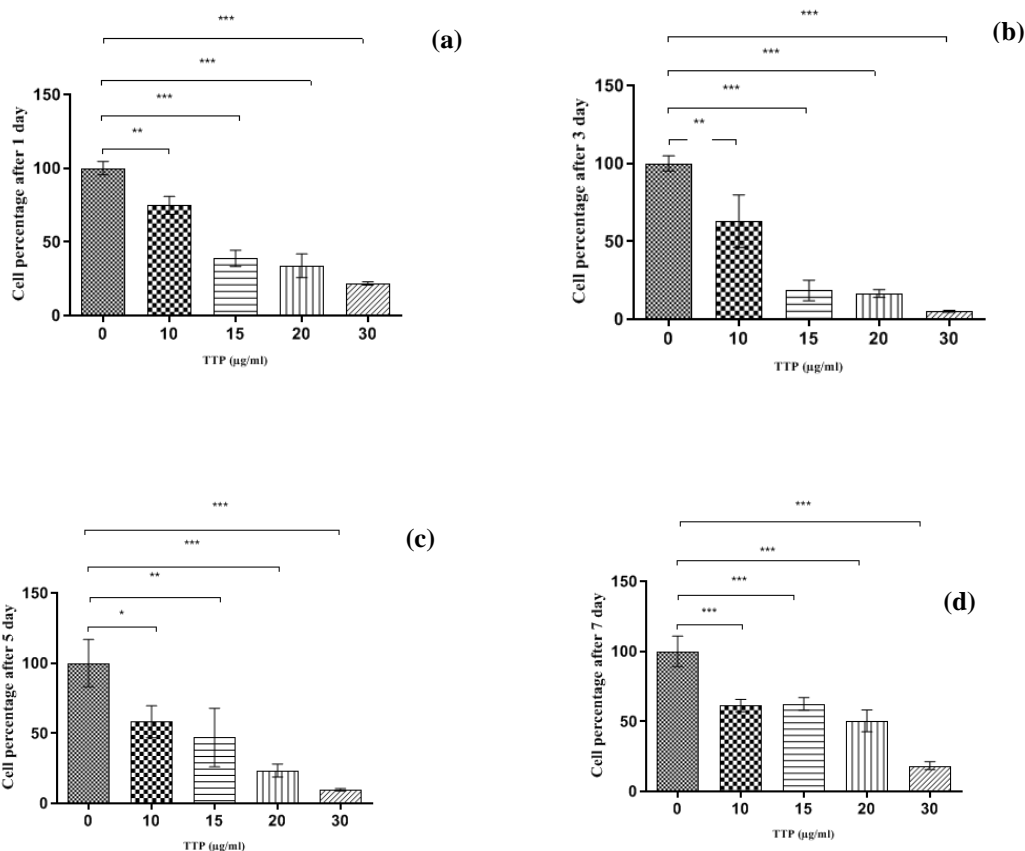 ***
(a)
***
***
**
Cell percentage after 1 day
150
100
50
0
0 10 15 20 30
TTP (µg/ml)
***
(b)
***
***
**
Cell percentage after 3 day
150
100
50
0
0 10 15 20 30
TTP (µg/ml)
***
(c)
***
**
*
Cell percentage after 5 day
150
100
50
0
0 10 15 20 30
TTP (µg/ml)
***
***
***
***
(d)
Cell percentage after 7 day
150
100
50
0
0 10 15 20 30
TTP (µg/ml)